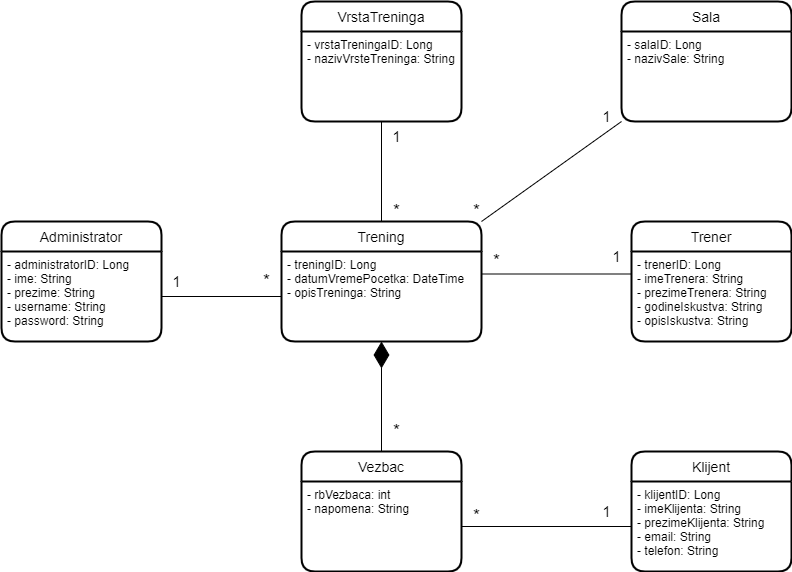 VrstaTreninga
- vrstaTreningaID: Long
- nazivVrsteTreninga: String
Sala
- salaID: Long
- nazivSale: String
1
1
*
*
Administrator
- administratorID: Long
- ime: String
- prezime: String
- username: String
- password: String
1
*
Trening
- treningID: Long
- datumVremePocetka: DateTime
- opisTreninga: String
*
1
Trener
- trenerID: Long
- imeTrenera: String
- prezimeTrenera: String
- godineIskustva: String
- opisIskustva: String
*
Vezbac
- rbVezbaca: int
- napomena: String
*
1
Klijent
- klijentID: Long
- imeKlijenta: String
- prezimeKlijenta: String
- email: String
- telefon: String